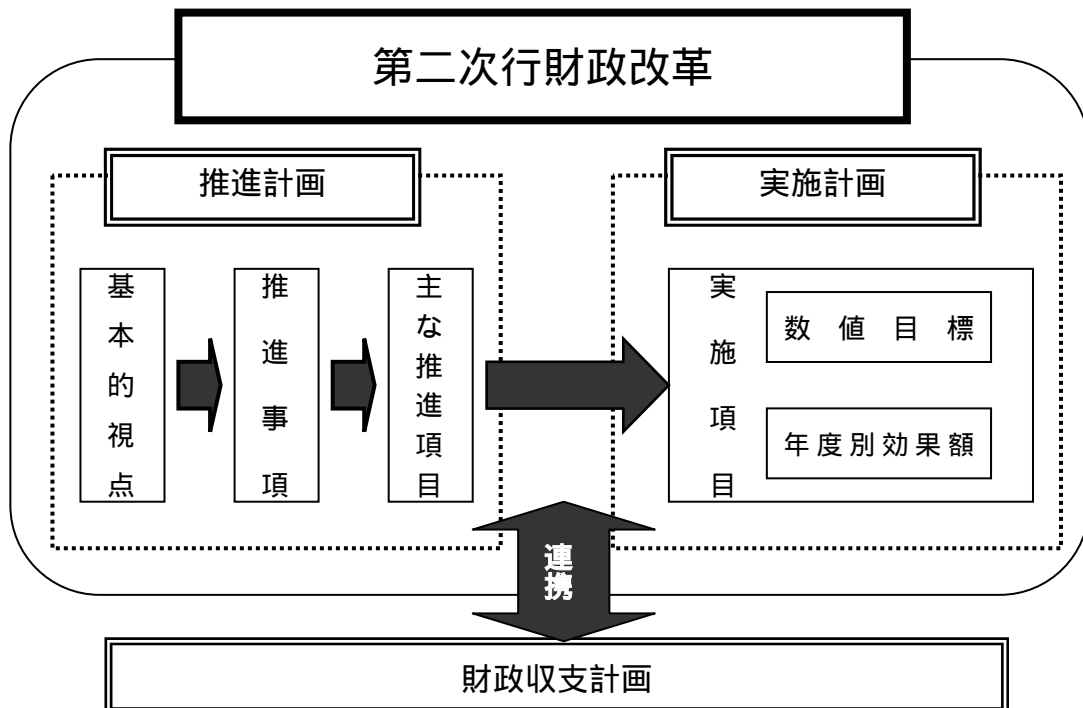 第二次行財政改革
推進計画
実施計画
基本的視点
推進事項
主な推進項目
実施項目
数値目標
年度別効果額
連携
財政収支計画